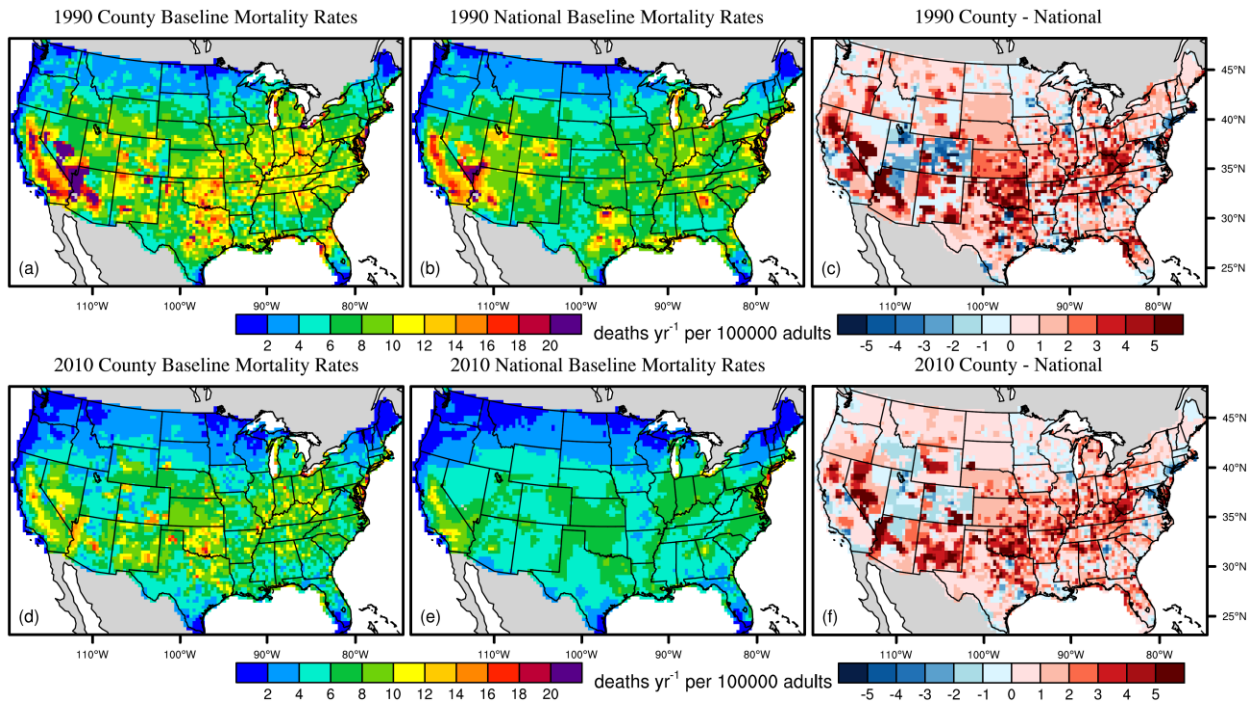 1990 County Baseline Mortality Rates
1990 National Baseline Mortality Rates
1990 County - National
(a)
(b)
(c)
45°N
40°N
35°N
30°N
25°N
110°W 100°W 90°W 80°W
110°W 100°W 90°W 80°W
110°W 100°W 90°W 80°W
2 4 6 8 10 12 14 16 18 20
deaths yr-1 per 100000 adults
-5 -4 -3 -2 -1 0 1 2 3 4 5
2010 County Baseline Mortality Rates
2010 National Baseline Mortality Rates
2010 County - National
(d)
(e)
(f)
45°N
40°N
35°N
30°N
25°N
110°W 100°W 90°W 80°W
110°W 100°W 90°W 80°W
110°W 100°W 90°W 80°W
2 4 6 8 10 12 14 16 18 20
deaths yr-1 per 100000 adults
-5 -4 -3 -2 -1 0 1 2 3 4 5